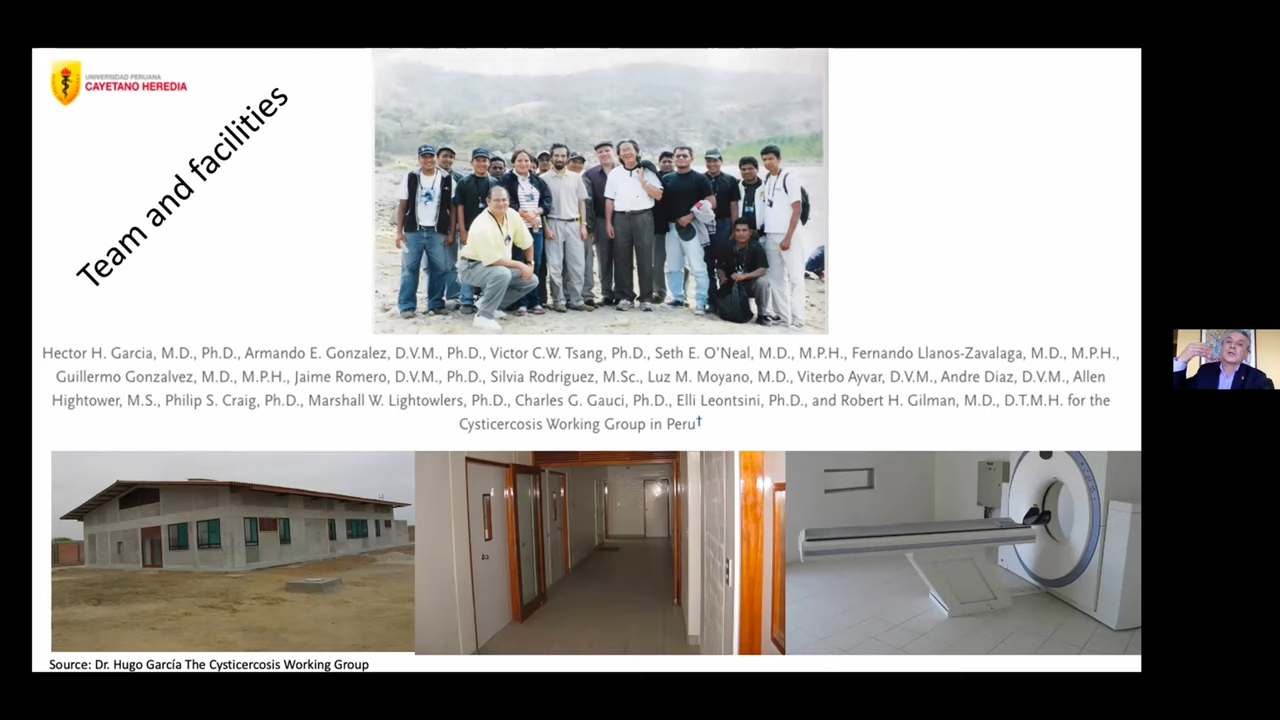 UNIVERSIDAD PERUANA
CAYETANO HEREDIA
Team and facilities
Hector H. Garcia, M.D., Ph.D., Armando E. Gonzalez, D.V.M., Ph.D., Victor C.W. Tsang, Ph.D., Seth E. O'Neal, M.D., M.P.H., Fernando Llanos-Zavalaga, M.D., M.P.H.,
Guillermo Gonzalvez, M.D., M.P.H., Jaime Romero, D.V.M., Ph.D., Silvia Rodriguez, M.Sc., Luz M. Moyano, M.D., Viterbo Ayvar, D.V.M., Andre Diaz, D.V.M., Allen
Hightower, M.S., Philip S. Craig, Ph.D., Marshall W. Lightowlers, Ph.D., Charles G. Gauci, Ph.D., Elli Leontsini, Ph.D., and Robert H. Gilman, M.D., D.T.M.H. for the
Cysticercosis Working Group in Peru†
Source: Dr. Hugo García The Cysticercosis Working Group